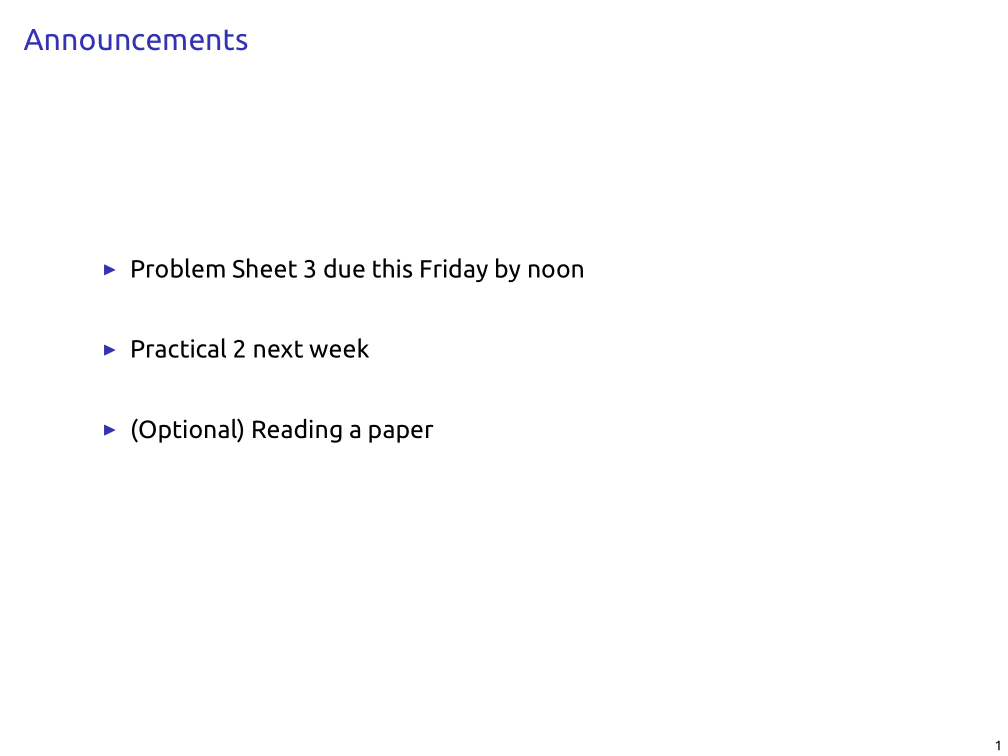 Announcements
▶ Problem Sheet 3 due this Friday by noon
▶ Practical 2 next week
▶ (Optional) Reading a paper
1